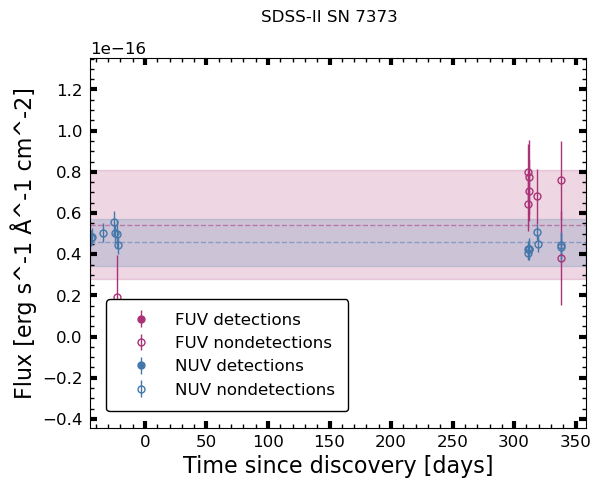 SDSS-II SN 7373
1e−16
1.2
1.0
0.8
0.6
0.4
0.2
0.0
−0.2
−0.4
Flux [erg s^-1 Å^-1 cm^-2]
FUV detections
FUV nondetections
NUV detections
NUV nondetections
0 50 100 150 200 250 300 350
Time since discovery [days]